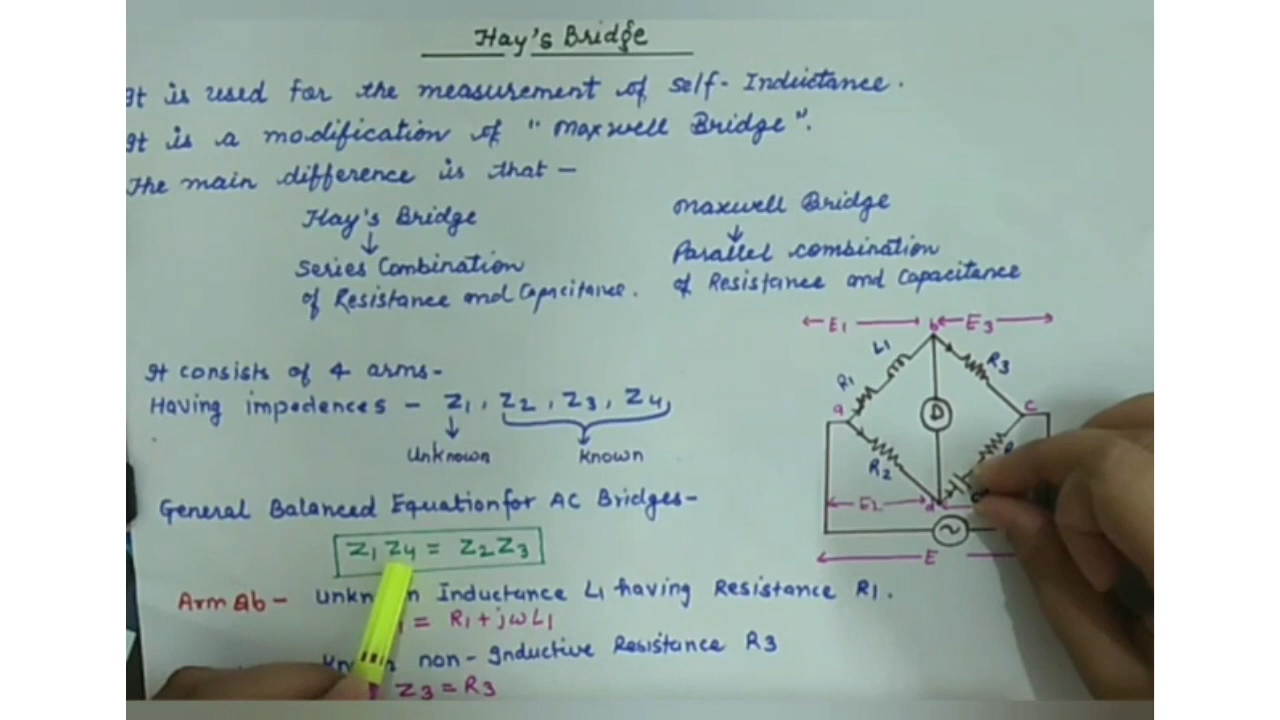 Hay's Bridge
It is used for the measurement of self-Inductance.
It is a modification of "Maxwell Bridge".
The main difference is that -
Hay's Bridge
↓
Series Combination
of Resistance and Capacitance.
Maxwell Bridge
↓
Parallel combination
of Resistance and Capacitance
It consists of 4 arms-
Having impedences - Z1, Z2, Z3, Z4,
Unknown
Known
General Balanced Equation for AC Bridges-
Z1 Z4 = Z2 Z3
Arm ab - Unkn n Inductance L1 having Resistance R1.
1 = R1 + jωL1
Kn n non-Inductive Resistance R3
Z3 = R3
E1
b
E3
L1
R3
R1
a
D
c
R2
E2
d
E